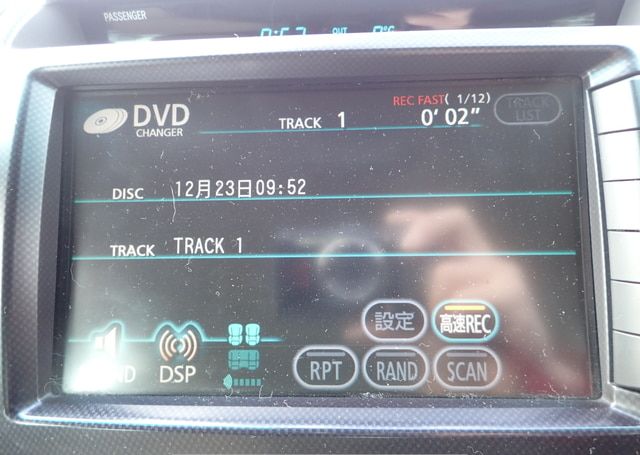 PASSENGER
OUT
DVD
CHANGER
REC FAST( 1/12)
TRACK 1 0' 02"
TRACK
LIST
DISC 12月23日09:52
TRACK TRACK 1
設定 高速REC
DSP RPT RAND SCAN